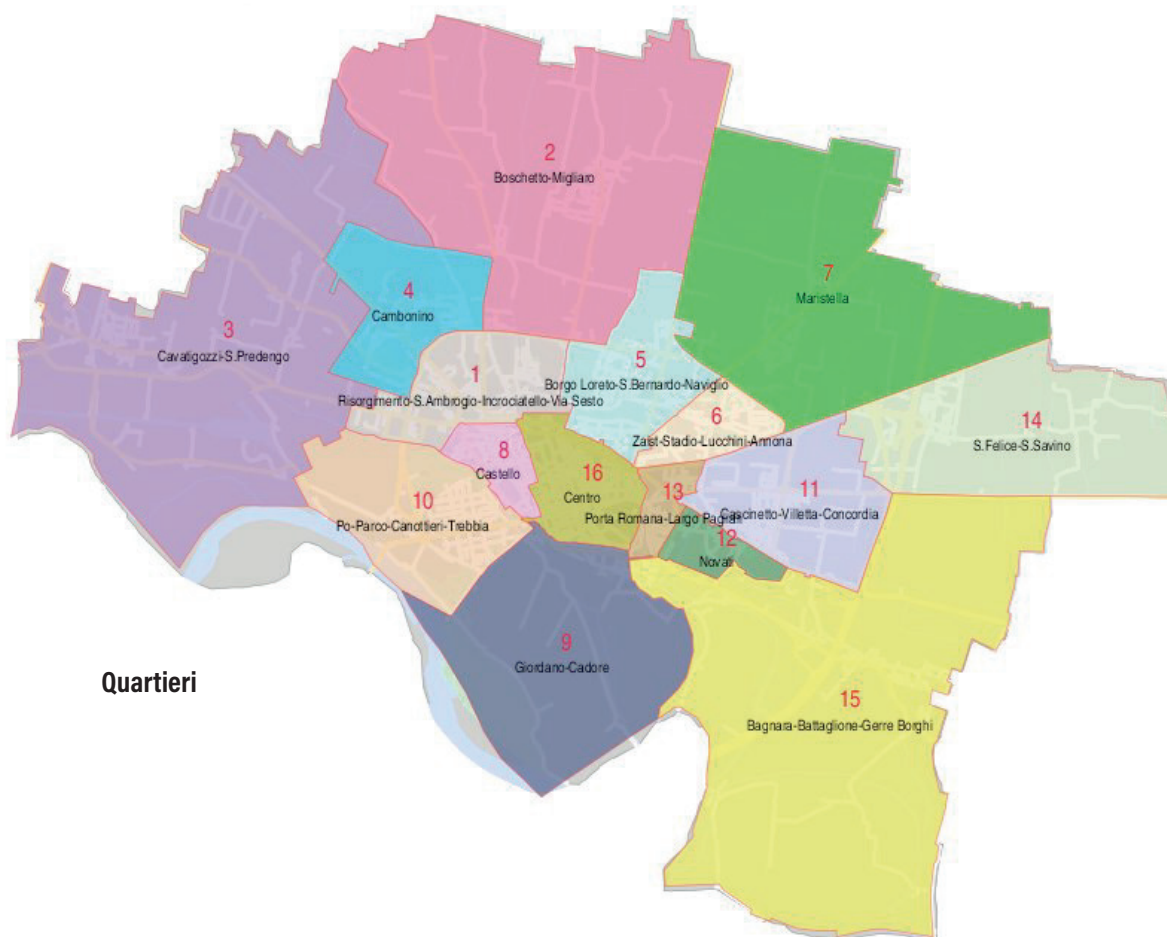 2
Boschetto-Migliaro
7
Maristella
4
Cambonino
3
Cavatigozzi-S.Predengo
5
Borgo Loreto-S.Bernardo-Naviglio
1
Risorgimento-S.Ambrogio-Incrociatello-Via Sesto
6
Zaist-Stadio-Lucchini-Annona
14
S.Felice-S.Savino
8
Castello
16
Centro
13
Porta Romana-Largo Pagliari
11
Cascinetto-Villetta-Concordia
10
Po-Parco-Canottieri-Trebbia
12
Novati
9
Giordano-Cadore
Quartieri
15
Bagnara-Battaglione-Gerre Borghi